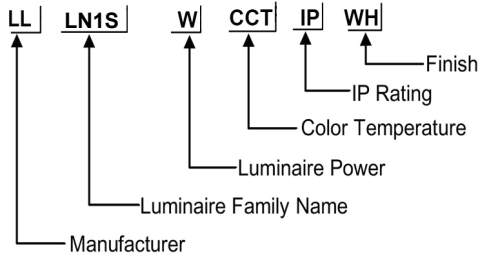 LL LN1S W CCT IP WH
Finish
IP Rating
Color Temperature
Luminaire Power
Luminaire Family Name
Manufacturer